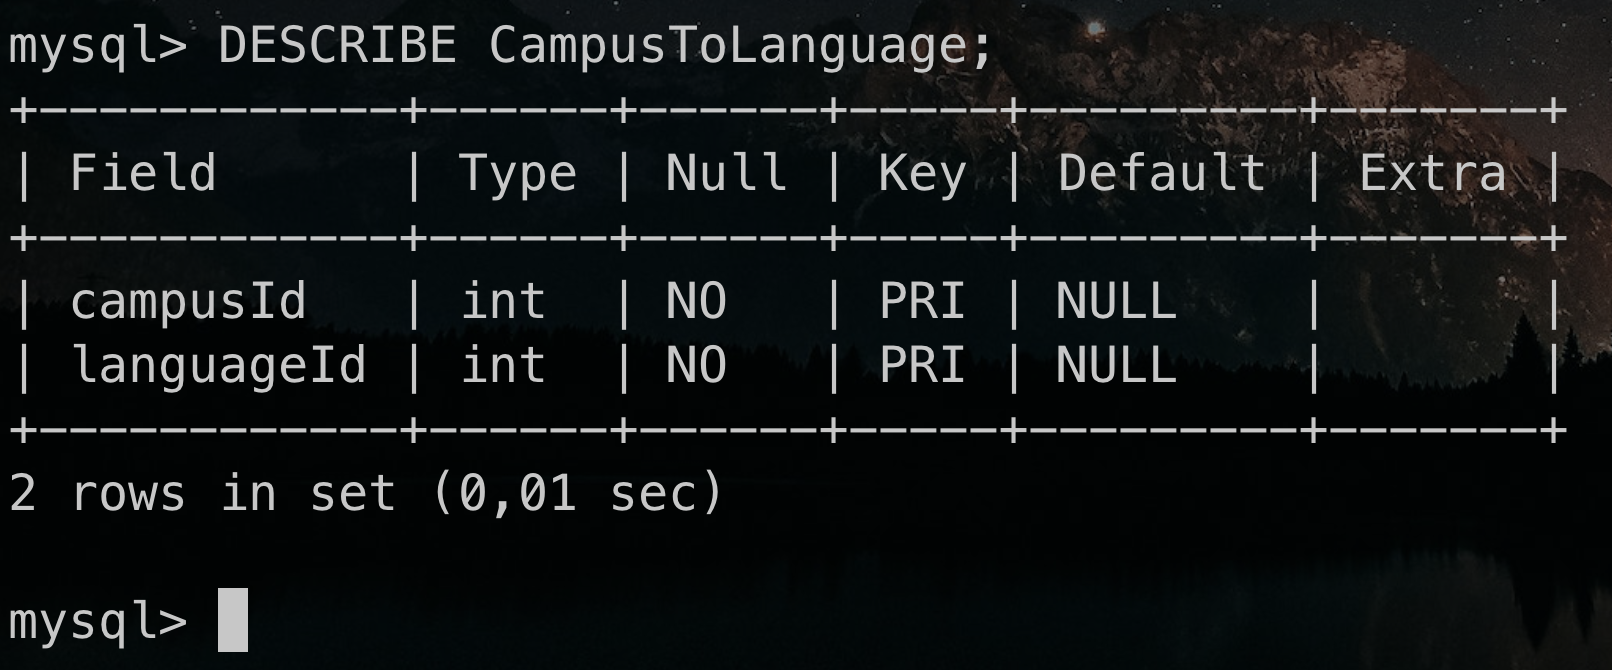 mysql> DESCRIBE CampusToLanguage;
+------------+------+------+-----+---------+-------+
| Field      | Type | Null | Key | Default | Extra |
+------------+------+------+-----+---------+-------+
| campusId   | int  | NO   | PRI | NULL    |       |
| languageId | int  | NO   | PRI | NULL    |       |
+------------+------+------+-----+---------+-------+
2 rows in set (0,01 sec)
mysql>